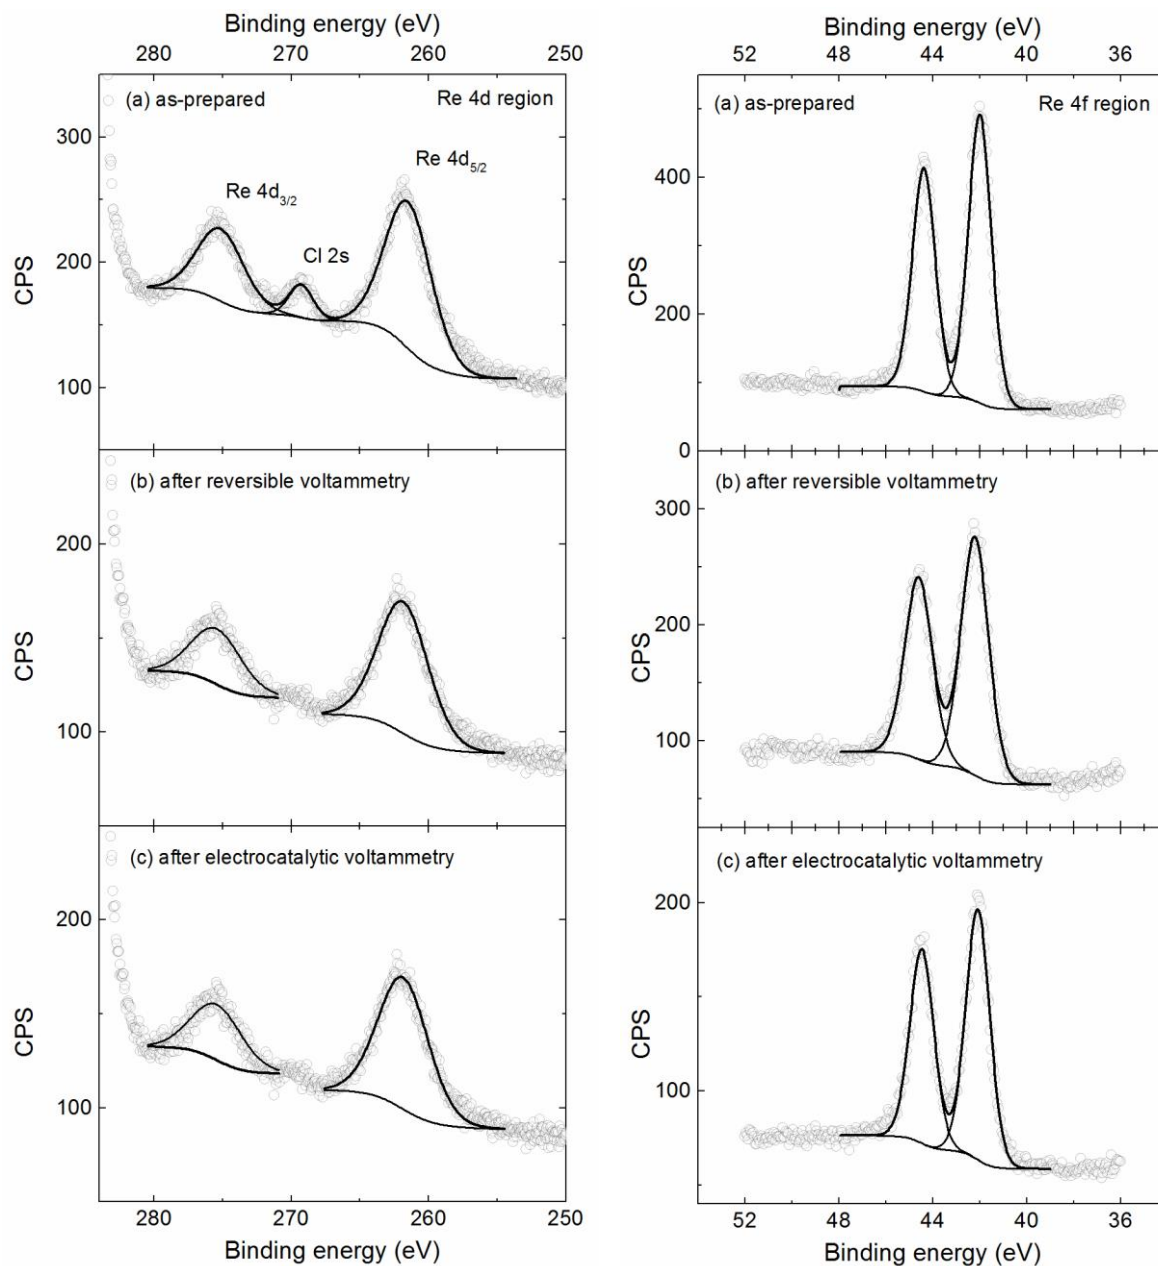 Binding energy (eV)
280 270 260 250
(a) as-prepared Re 4d region
Re 4d5/2
Re 4d3/2
Cl 2s
300
200
100
CPS
(b) after reversible voltammetry
200
100
CPS
(c) after electrocatalytic voltammetry
200
100
CPS
280 270 260 250
Binding energy (eV)
Binding energy (eV)
52 48 44 40 36
(a) as-prepared Re 4f region
400
200
0
CPS
(b) after reversible voltammetry
300
200
100
CPS
(c) after electrocatalytic voltammetry
200
100
CPS
52 48 44 40 36
Binding energy (eV)